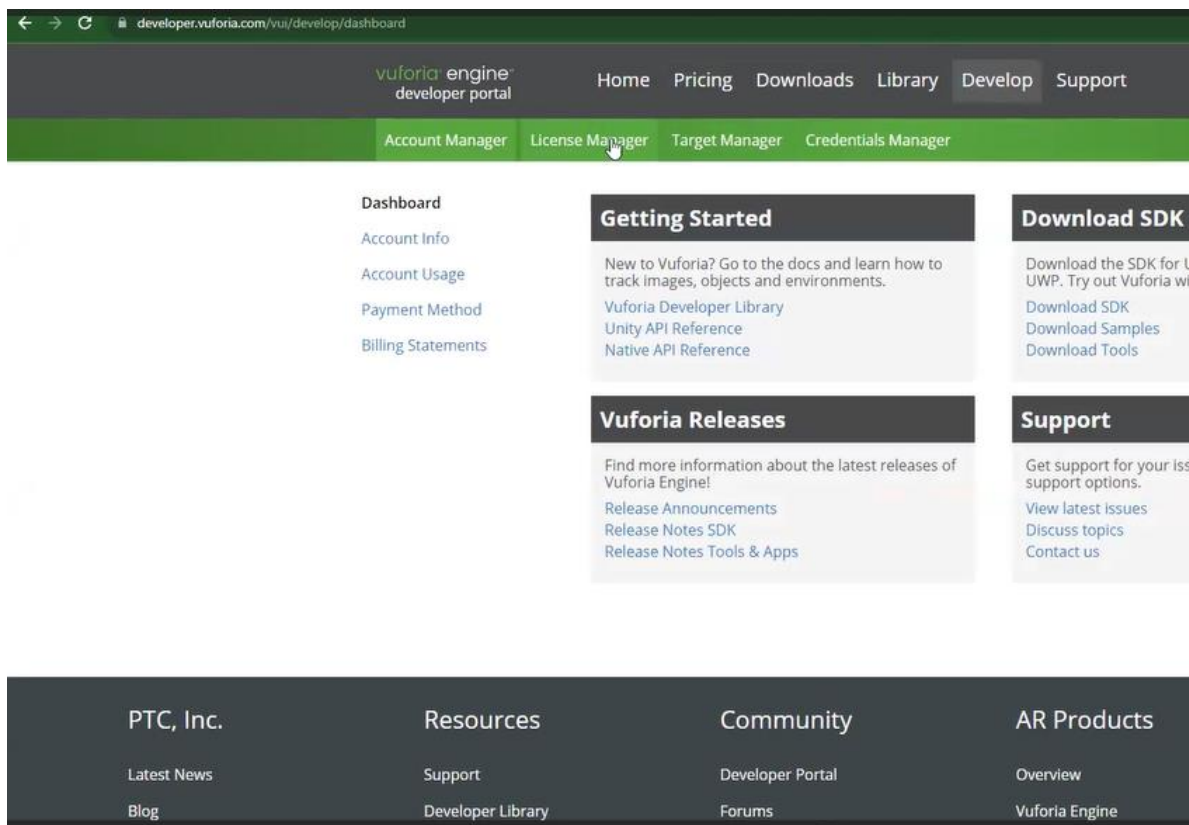 developer.vuforia.com/vui/develop/dashboard
vuforia engine™
developer portal
Home Pricing Downloads Library Develop Support
Account Manager License Manager Target Manager Credentials Manager
Dashboard
Account Info
Account Usage
Payment Method
Billing Statements
Getting Started
New to Vuforia? Go to the docs and learn how to
track images, objects and environments.
Vuforia Developer Library
Unity API Reference
Native API Reference
Download SDK
Download the SDK for U
UWP. Try out Vuforia wi
Download SDK
Download Samples
Download Tools
Vuforia Releases
Find more information about the latest releases of
Vuforia Engine!
Release Announcements
Release Notes SDK
Release Notes Tools & Apps
Support
Get support for your iss
support options.
View latest issues
Discuss topics
Contact us
PTC, Inc.
Latest News
Blog
Resources
Support
Developer Library
Community
Developer Portal
Forums
AR Products
Overview
Vuforia Engine